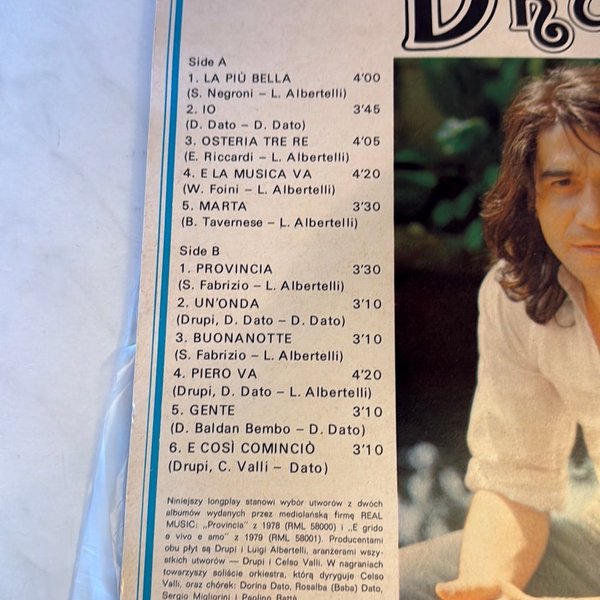 Side A
1. LA PIÙ BELLA 4'00
(S. Negroni – L. Albertelli)
2. IO 3'45
(D. Dato – D. Dato)
3. OSTERIA TRE RE 4'05
(E. Riccardi – L. Albertelli)
4. E LA MUSICA VA 4'20
(W. Foini – L. Albertelli)
5. MARTA 3'30
(B. Tavernese – L. Albertelli)
Side B
1. PROVINCIA 3'30
(S. Fabrizio – L. Albertelli)
2. UN'ONDA 3'10
(Drupi, D. Dato – D. Dato)
3. BUONANOTTE 3'10
(S. Fabrizio – L. Albertelli)
4. PIERO VA 4'20
(Drupi, D. Dato – L. Albertelli)
5. GENTE 3'10
(D. Baldan Bembo – D. Dato)
6. E COSÌ COMINCIÒ 3'10
(Drupi, C. Valli – Dato)
Niniejszy longplay stanowi wybór utworów z dwóch
albumów wydanych przez mediolańską firmę REAL
MUSIC: „Provincia" z 1978 (RML 58000) i „E grido
e vivo e amo" z 1979 (RML 58001). Producentami
obu płyt są Drupi i Luigi Albertelli, aranżerami wszy-
stkich utworów — Drupi i Celso Valli. W nagraniach
towarzyszy soliście orkiestra, którą dyryguje Celso
Valli, oraz chórek: Dorina Dato, Rosalba (Baba) Dato,
Sergio Migliorini i Paolino Rattà